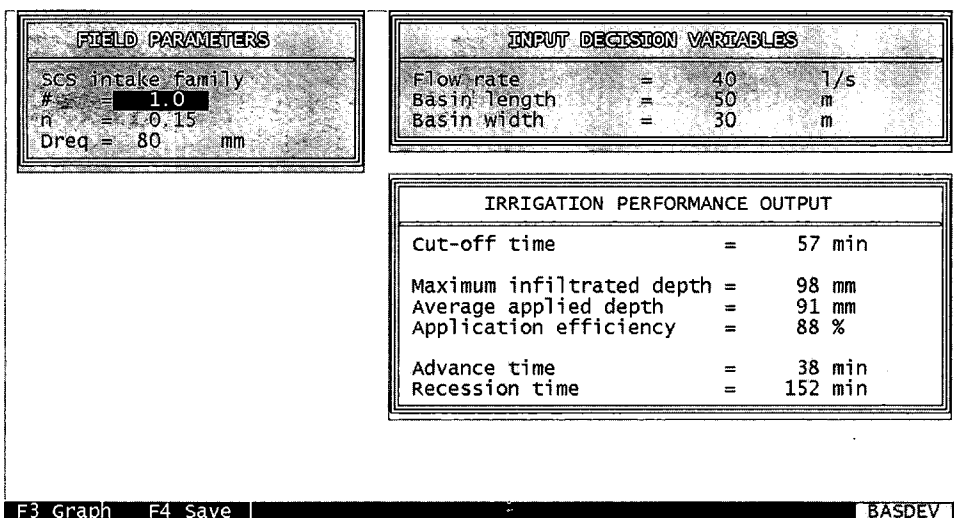 FIELD PARAMETERS
SCS intake family
# = 1.0
n = 0.15
Dreq = 80 mm
INPUT DECISION VARIABLES
Flow rate = 40 l/s
Basin length = 50 m
Basin width = 30 m
IRRIGATION PERFORMANCE OUTPUT
Cut-off time = 57 min
Maximum infiltrated depth = 98 mm
Average applied depth = 91 mm
Application efficiency = 88 %
Advance time = 38 min
Recession time = 152 min
F3 Graph F4 Save BASDEV